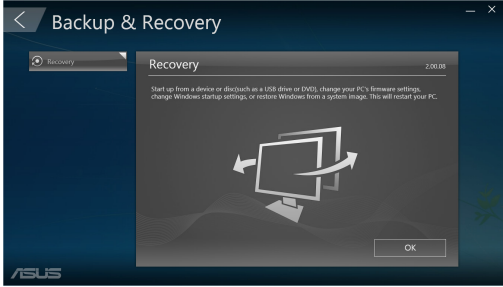 Backup & Recovery
Recovery
Recovery
2,00.08
Start up from a device or disc(such as a USB drive or DVD), change your PC's firmware settings,
change Windows startup settings, or restore Windows from a system image. This will restart your PC.
OK
ASUS